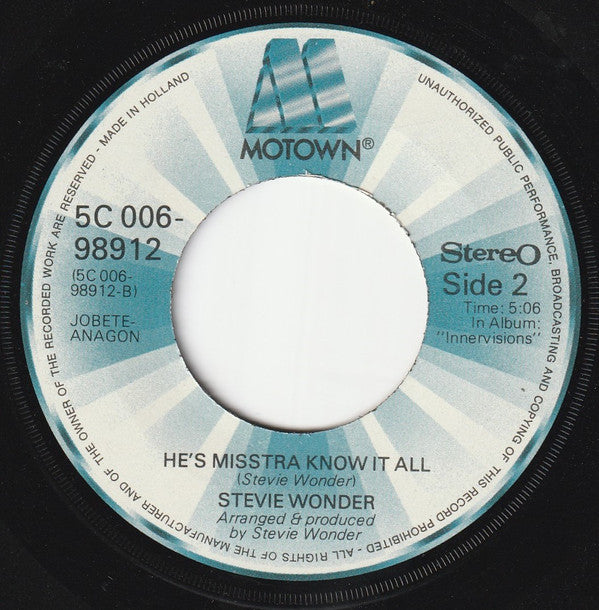 MOTOWN®
5C 006-
98912
(5C 006-
98912-B)
JOBETE-
ANAGON
Stereo
Side 2
Time: 5:06
In Album:
"Innervisions"
HE'S MISSTRA KNOW IT ALL
(Stevie Wonder)
STEVIE WONDER
Arranged & produced
by Stevie Wonder
UNAUTHORIZED PUBLIC PERFORMANCE, BROADCASTING AND COPYING OF THIS RECORD PROHIBITED - ALL RIGHTS OF THE MANUFACTURER AND OF THE OWNER OF THE RECORDED WORK ARE RESERVED - MADE IN HOLLAND